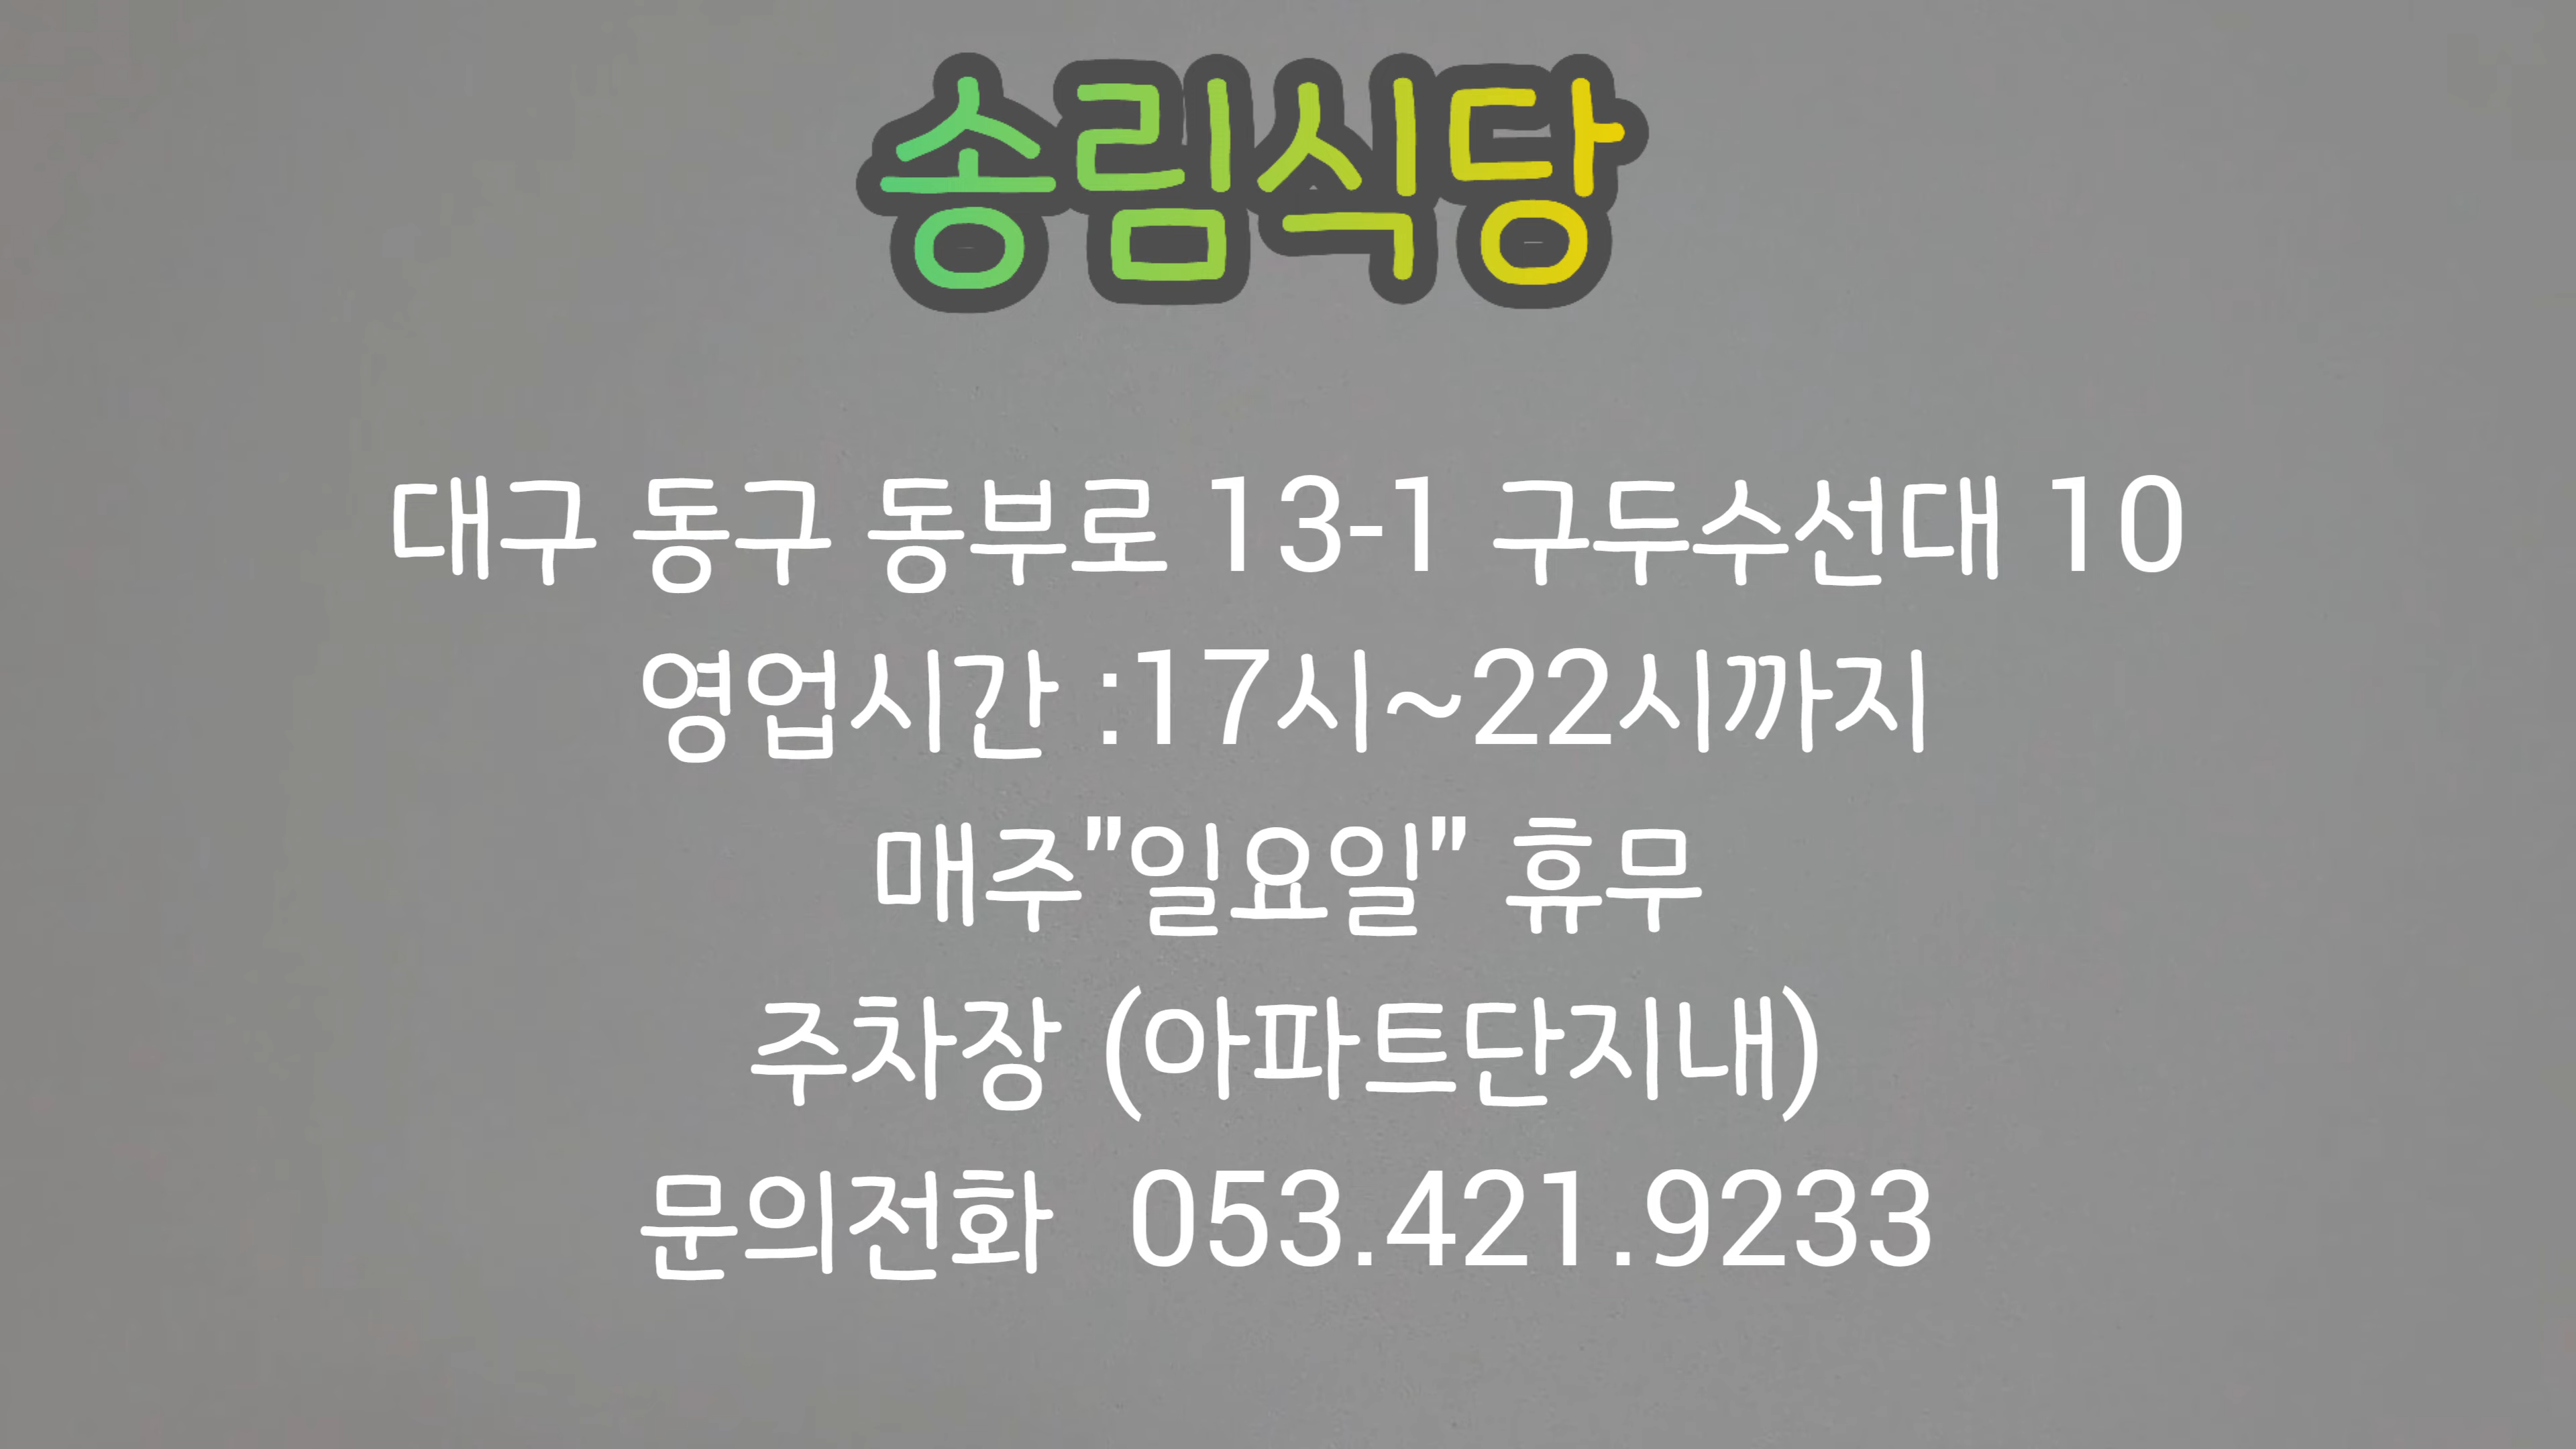 송림식당
대구 동구 동부로 13-1 구두수선대 10
영업시간 :17시~22시까지
매주"일요일" 휴무
주차장 (아파트단지내)
문의전화  053.421.9233